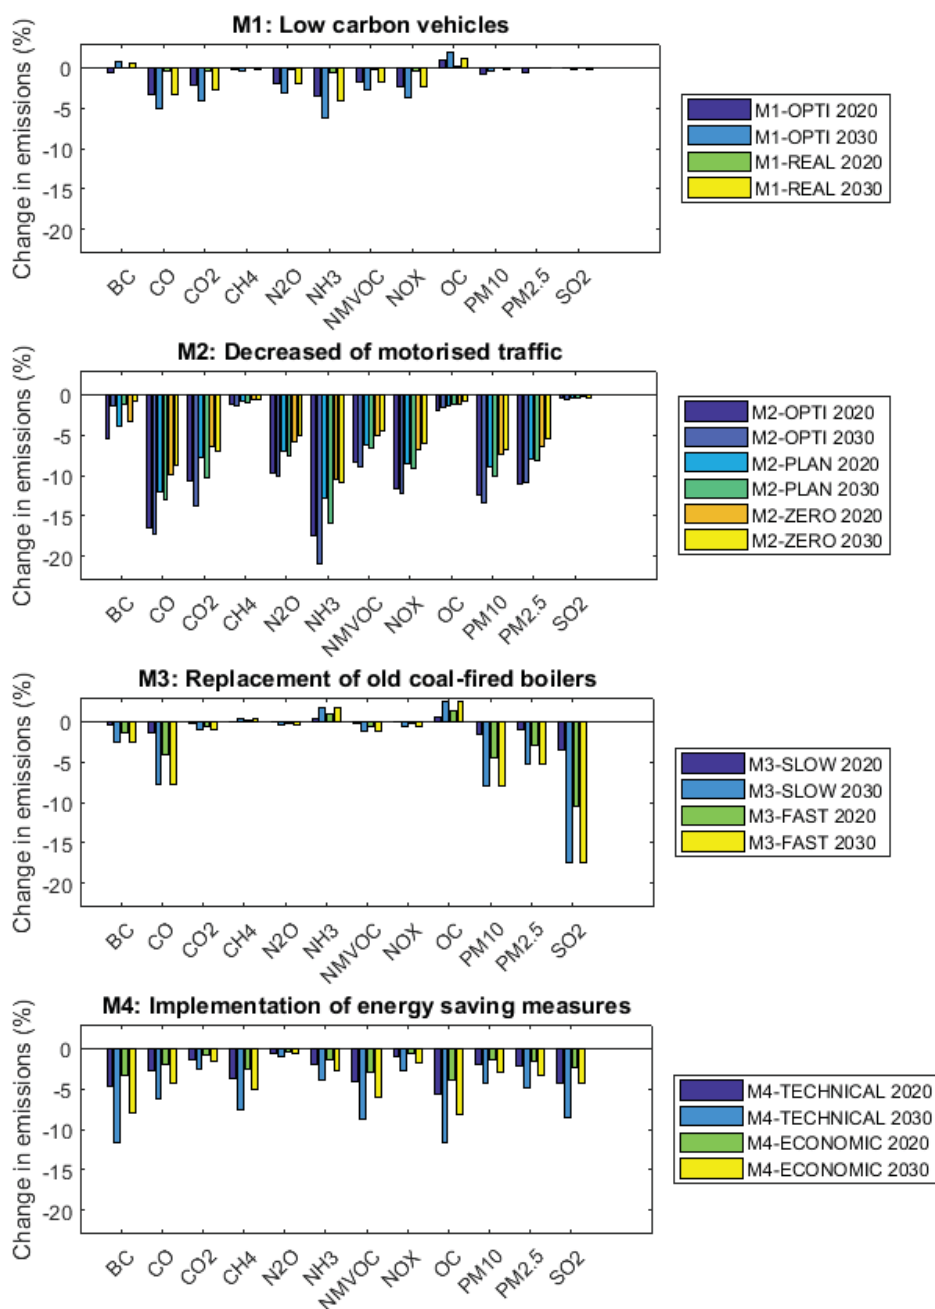 M1: Low carbon vehicles
Change in emissions (%)
0
-5
-10
-15
-20
BC
CO
CO2
CH4
N2O
NH3
NMVOC
NOX
OC
PM10
PM2.5
SO2
M1-OPTI 2020
M1-OPTI 2030
M1-REAL 2020
M1-REAL 2030
M2: Decreased of motorised traffic
Change in emissions (%)
0
-5
-10
-15
-20
BC
CO
CO2
CH4
N2O
NH3
NMVOC
NOX
OC
PM10
PM2.5
SO2
M2-OPTI 2020
M2-OPTI 2030
M2-PLAN 2020
M2-PLAN 2030
M2-ZERO 2020
M2-ZERO 2030
M3: Replacement of old coal-fired boilers
Change in emissions (%)
0
-5
-10
-15
-20
BC
CO
CO2
CH4
N2O
NH3
NMVOC
NOX
OC
PM10
PM2.5
SO2
M3-SLOW 2020
M3-SLOW 2030
M3-FAST 2020
M3-FAST 2030
M4: Implementation of energy saving measures
Change in emissions (%)
0
-5
-10
-15
-20
BC
CO
CO2
CH4
N2O
NH3
NMVOC
NOX
OC
PM10
PM2.5
SO2
M4-TECHNICAL 2020
M4-TECHNICAL 2030
M4-ECONOMIC 2020
M4-ECONOMIC 2030